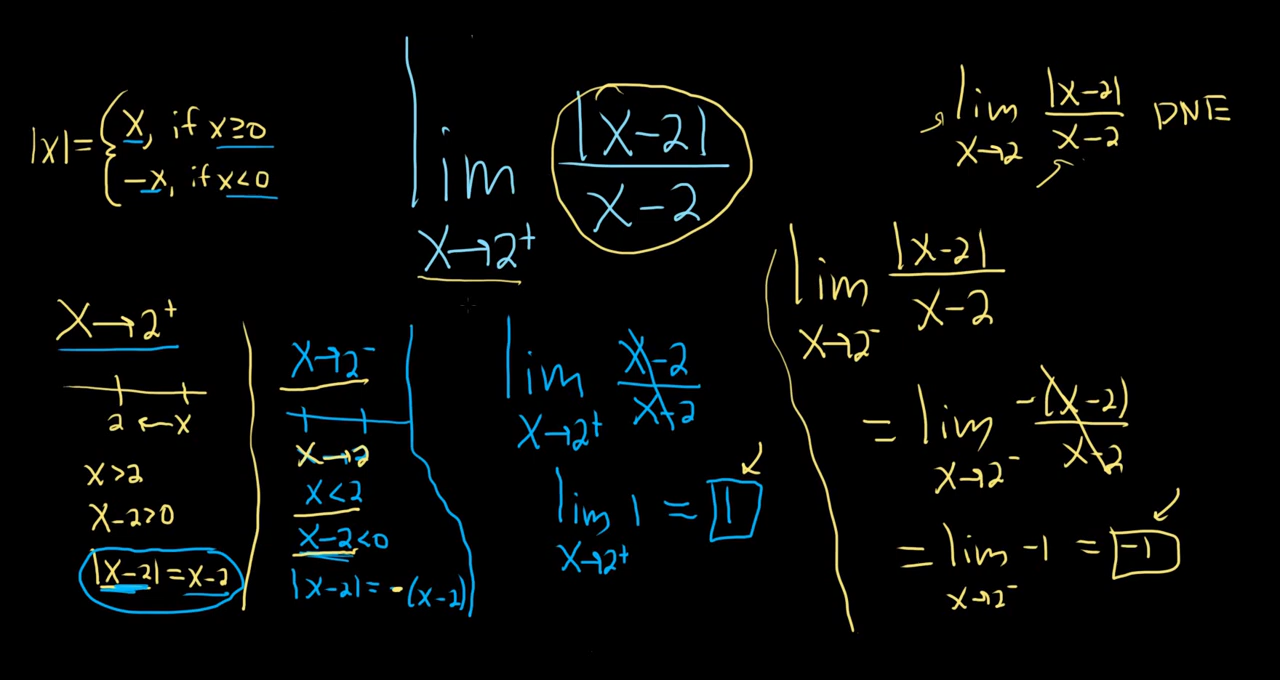 |x| = { x, if x ≥ 0
-x, if x < 0
lim x→2⁺ |x-2| / x-2
lim x→2 |x-2| / x-2 DNE
x→2⁺
2 ← x
x > 2
x-2 > 0
|x-2| = x-2
x→2⁻
x→2
x < 2
x-2 < 0
|x-2| = -(x-2)
lim x→2⁺ x-2 / x-2
lim x→2⁺ 1 = 1
lim x→2⁻ |x-2| / x-2
= lim x→2⁻ -(x-2) / x-2
= lim x→2⁻ -1 = -1